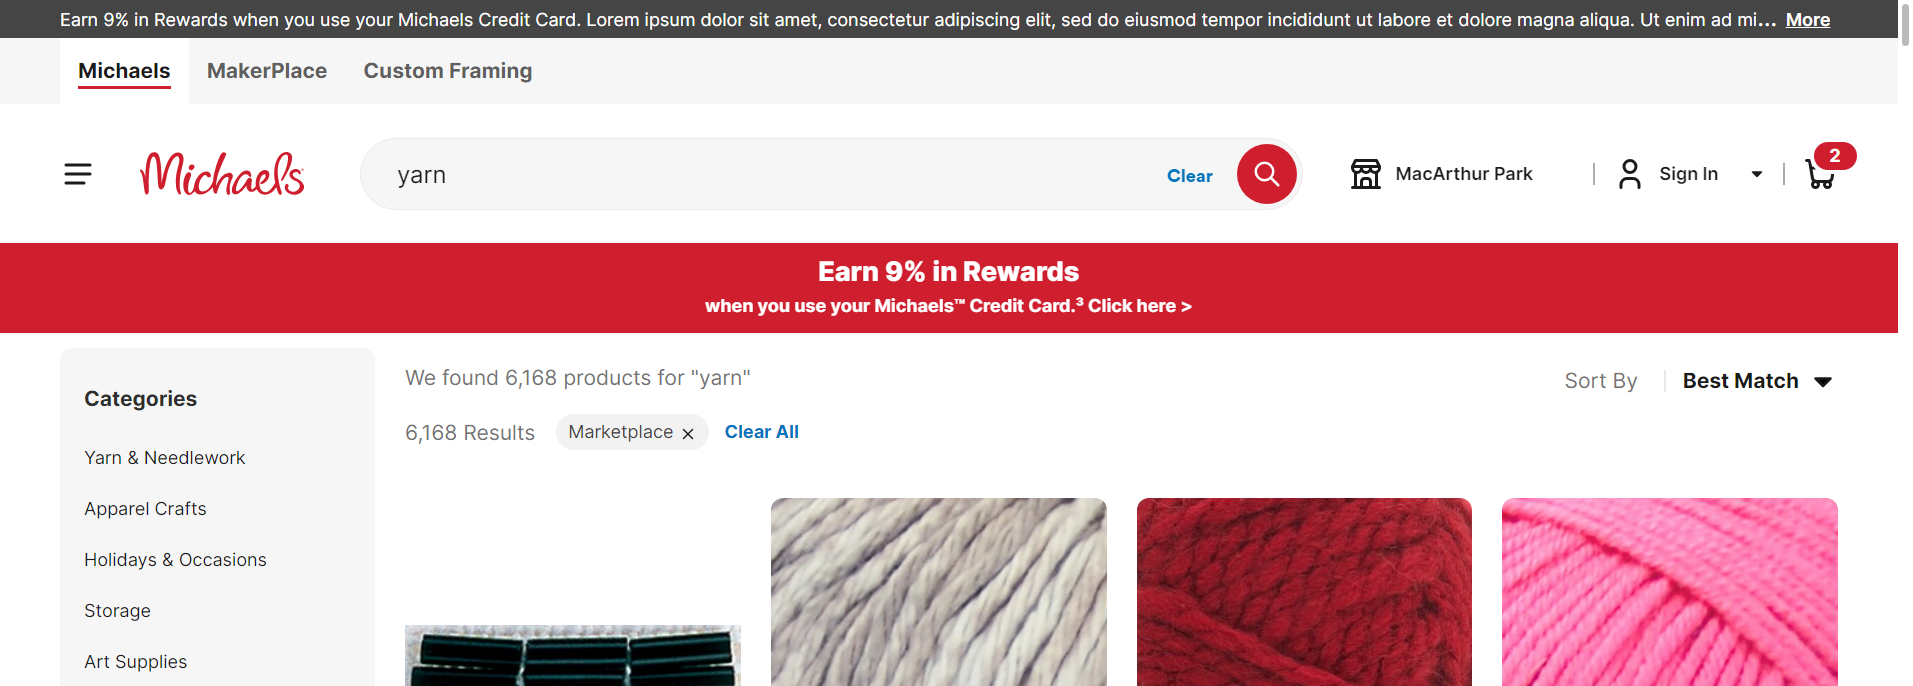 Earn 9% in Rewards when you use your Michaels Credit Card. Lorem ipsum dolor sit amet, consectetur adipiscing elit, sed do eiusmod tempor incididunt ut labore et dolore magna aliqua. Ut enim ad mi... More
Michaels MakerPlace Custom Framing
Michaels
yarn Clear
MacArthur Park
Sign In
2
Earn 9% in Rewards
when you use your Michaels™ Credit Card.³ Click here >
Categories
Yarn & Needlework
Apparel Crafts
Holidays & Occasions
Storage
Art Supplies
We found 6,168 products for "yarn"
Sort By Best Match
6,168 Results Marketplace × Clear All